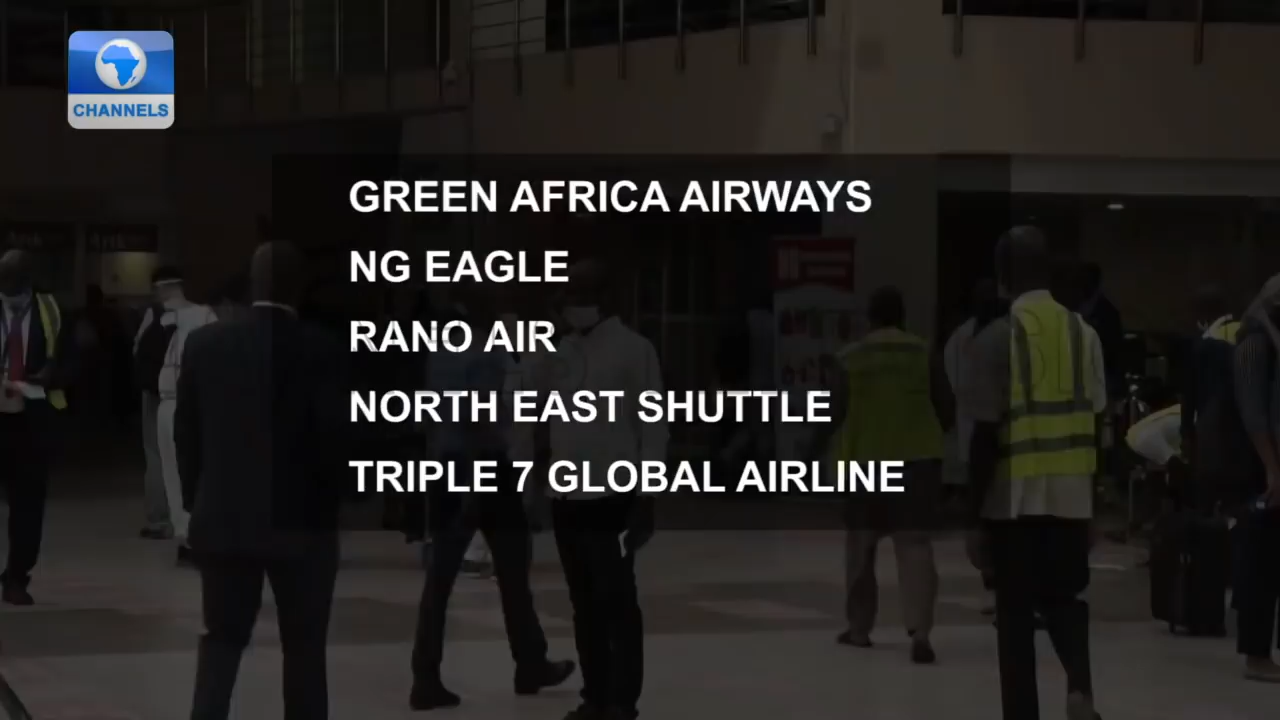 CHANNELS
GREEN AFRICA AIRWAYS
NG EAGLE
RANO AIR
NORTH EAST SHUTTLE
TRIPLE 7 GLOBAL AIRLINE